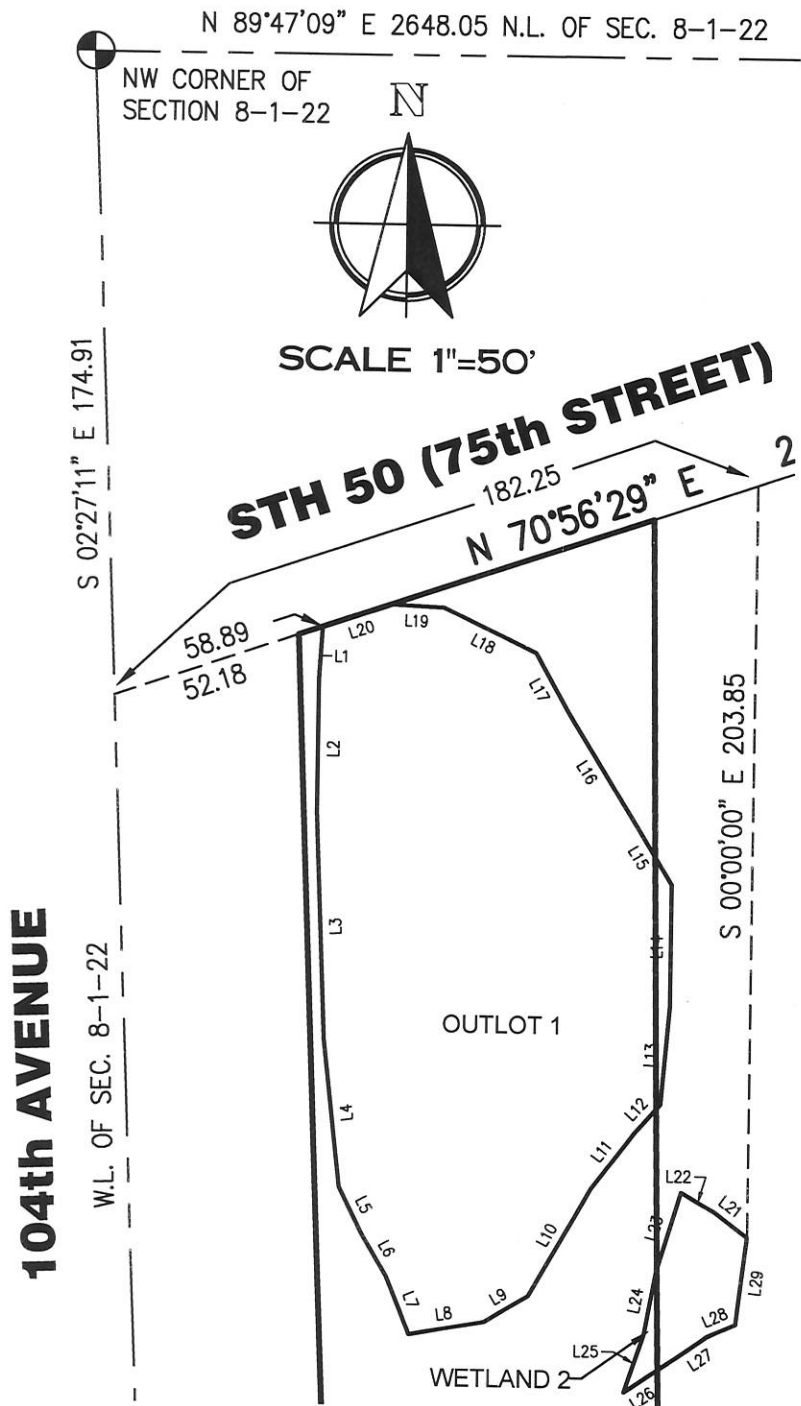 N 89°47'09" E 2648.05 N.L. OF SEC. 8-1-22
NW CORNER OF
SECTION 8-1-22
N
SCALE 1"=50'
S 02°27'11" E 174.91
STH 50 (75th STREET)
182.25
N 70°56'29" E
2
58.89
52.18
L20
L19
L18
L1
L17
L2
L16
L15
S 00°00'00" E 203.85
L3
L14
OUTLOT 1
104th AVENUE
W.L. OF SEC. 8-1-22
L13
L4
L12
L11
L22
L5
L21
L23
L6
L10
L7
L9
L8
L24
L29
L28
L25
L27
WETLAND 2
L26